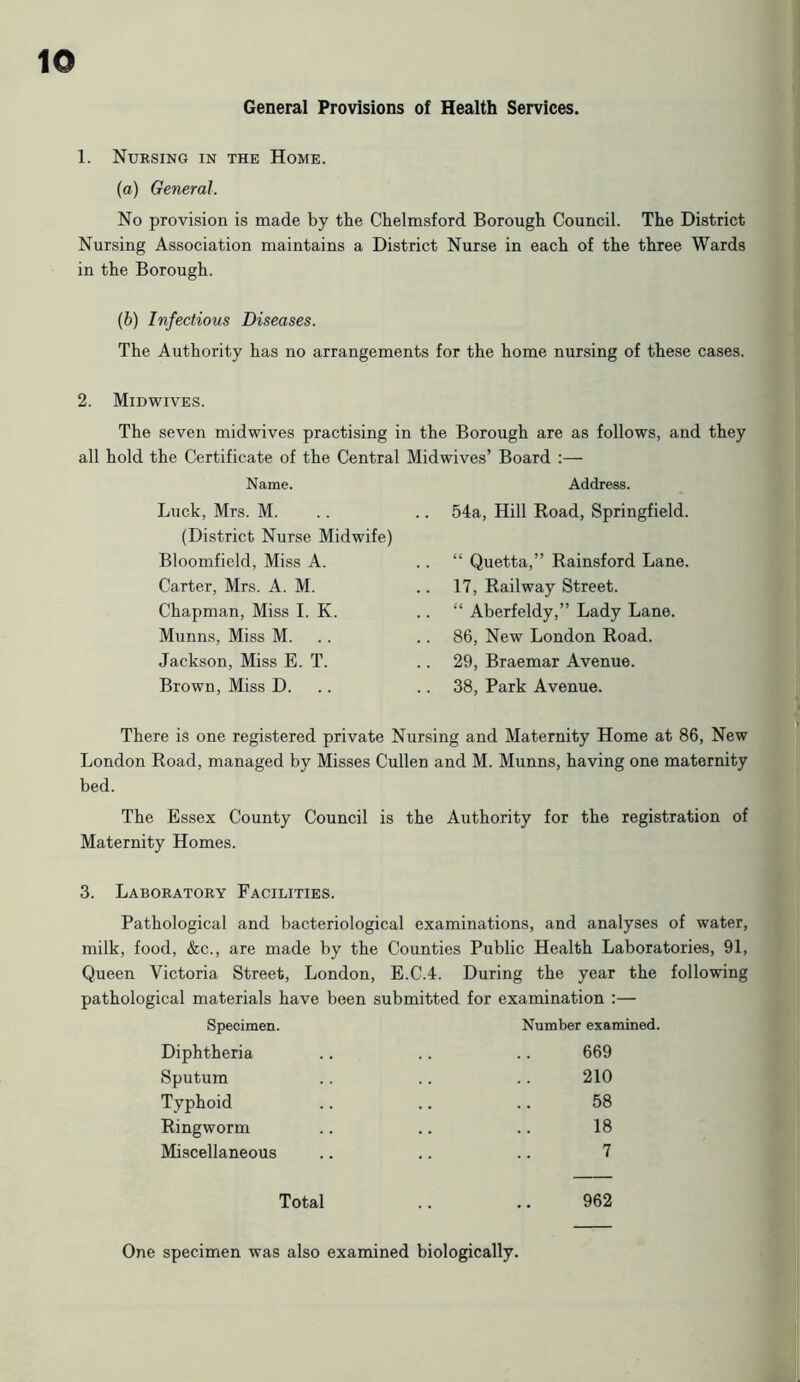 10
General Provisions of Health Services.
1. Nursing in the Home.
(a) General.
No provision is made by the Chelmsford Borough Council. The District
Nursing Association maintains a District Nurse in each of the three Wards
in the Borough.
(b) Infectious Diseases.
The Authority has no arrangements for the home nursing of these cases.
2. Midwives.
The seven midwives practising in the Borough are as follows, and they
all hold the Certificate of the Central Midwives’ Board :—
Name. Address.
Luck, Mrs. M. .. .. 54a, Hill Road, Springfield.
(District Nurse Midwife)
Bloomfield, Miss A. .. “ Quetta,” Rainsford Lane.
Carter, Mrs. A. M. .. 17, Railway Street.
Chapman, Miss I. K. .. “ Aberfeldy,” Lady Lane.
Munns, Miss M. .. .. 86, New London Road.
Jackson, Miss E. T. .. 29, Braemar Avenue.
Brown, Miss D. .. .. 38, Park Avenue.
There is one registered private Nursing and Maternity Home at 86, New
London Road, managed by Misses Cullen and M. Munns, having one maternity
bed.
The Essex County Council is the Authority for the registration of
Maternity Homes.
3. Laboratory Facilities.
Pathological and bacteriological examinations, and analyses of water,
milk, food, &c., are made by the Counties Public Health Laboratories, 91,
Queen Victoria Street, London, E.C.4. During the year the following
pathological materials have been submitted for examination :—
Specimen. Number examined.
Diphtheria .. .. .. 669
Sputum .. .. .. 210
Typhoid .. .. .. 58
Ringworm .. .. .. 18
Miscellaneous .. .. .. 7
Total .. .. 962
One specimen was also examined biologically.